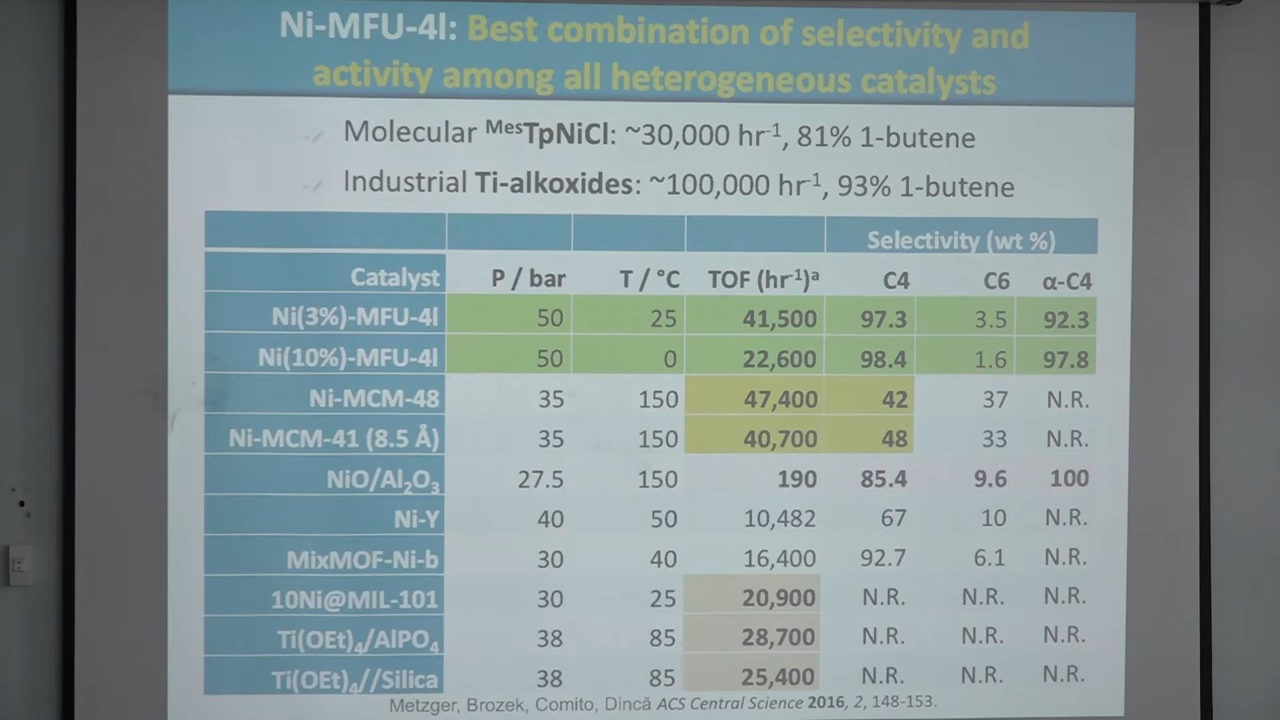 Ni-MFU-4l: Best combination of selectivity and
activity among all heterogeneous catalysts
Molecular ᴹᵉˢTpNiCl: ~30,000 hr⁻¹, 81% 1-butene
Industrial Ti-alkoxides: ~100,000 hr⁻¹, 93% 1-butene
Selectivity (wt %)
Catalyst P / bar T / °C TOF (hr⁻¹)ᵃ C4 C6 α-C4
Ni(3%)-MFU-4l 50 25 41,500 97.3 3.5 92.3
Ni(10%)-MFU-4l 50 0 22,600 98.4 1.6 97.8
Ni-MCM-48 35 150 47,400 42 37 N.R.
Ni-MCM-41 (8.5 Å) 35 150 40,700 48 33 N.R.
NiO/Al₂O₃ 27.5 150 190 85.4 9.6 100
Ni-Y 40 50 10,482 67 10 N.R.
MixMOF-Ni-b 30 40 16,400 92.7 6.1 N.R.
10Ni@MIL-101 30 25 20,900 N.R. N.R. N.R.
Ti(OEt)₄/AlPO₄ 38 85 28,700 N.R. N.R. N.R.
Ti(OEt)₄//Silica 38 85 25,400 N.R. N.R. N.R.
Metzger, Brozek, Comito, Dincă ACS Central Science 2016, 2, 148-153.